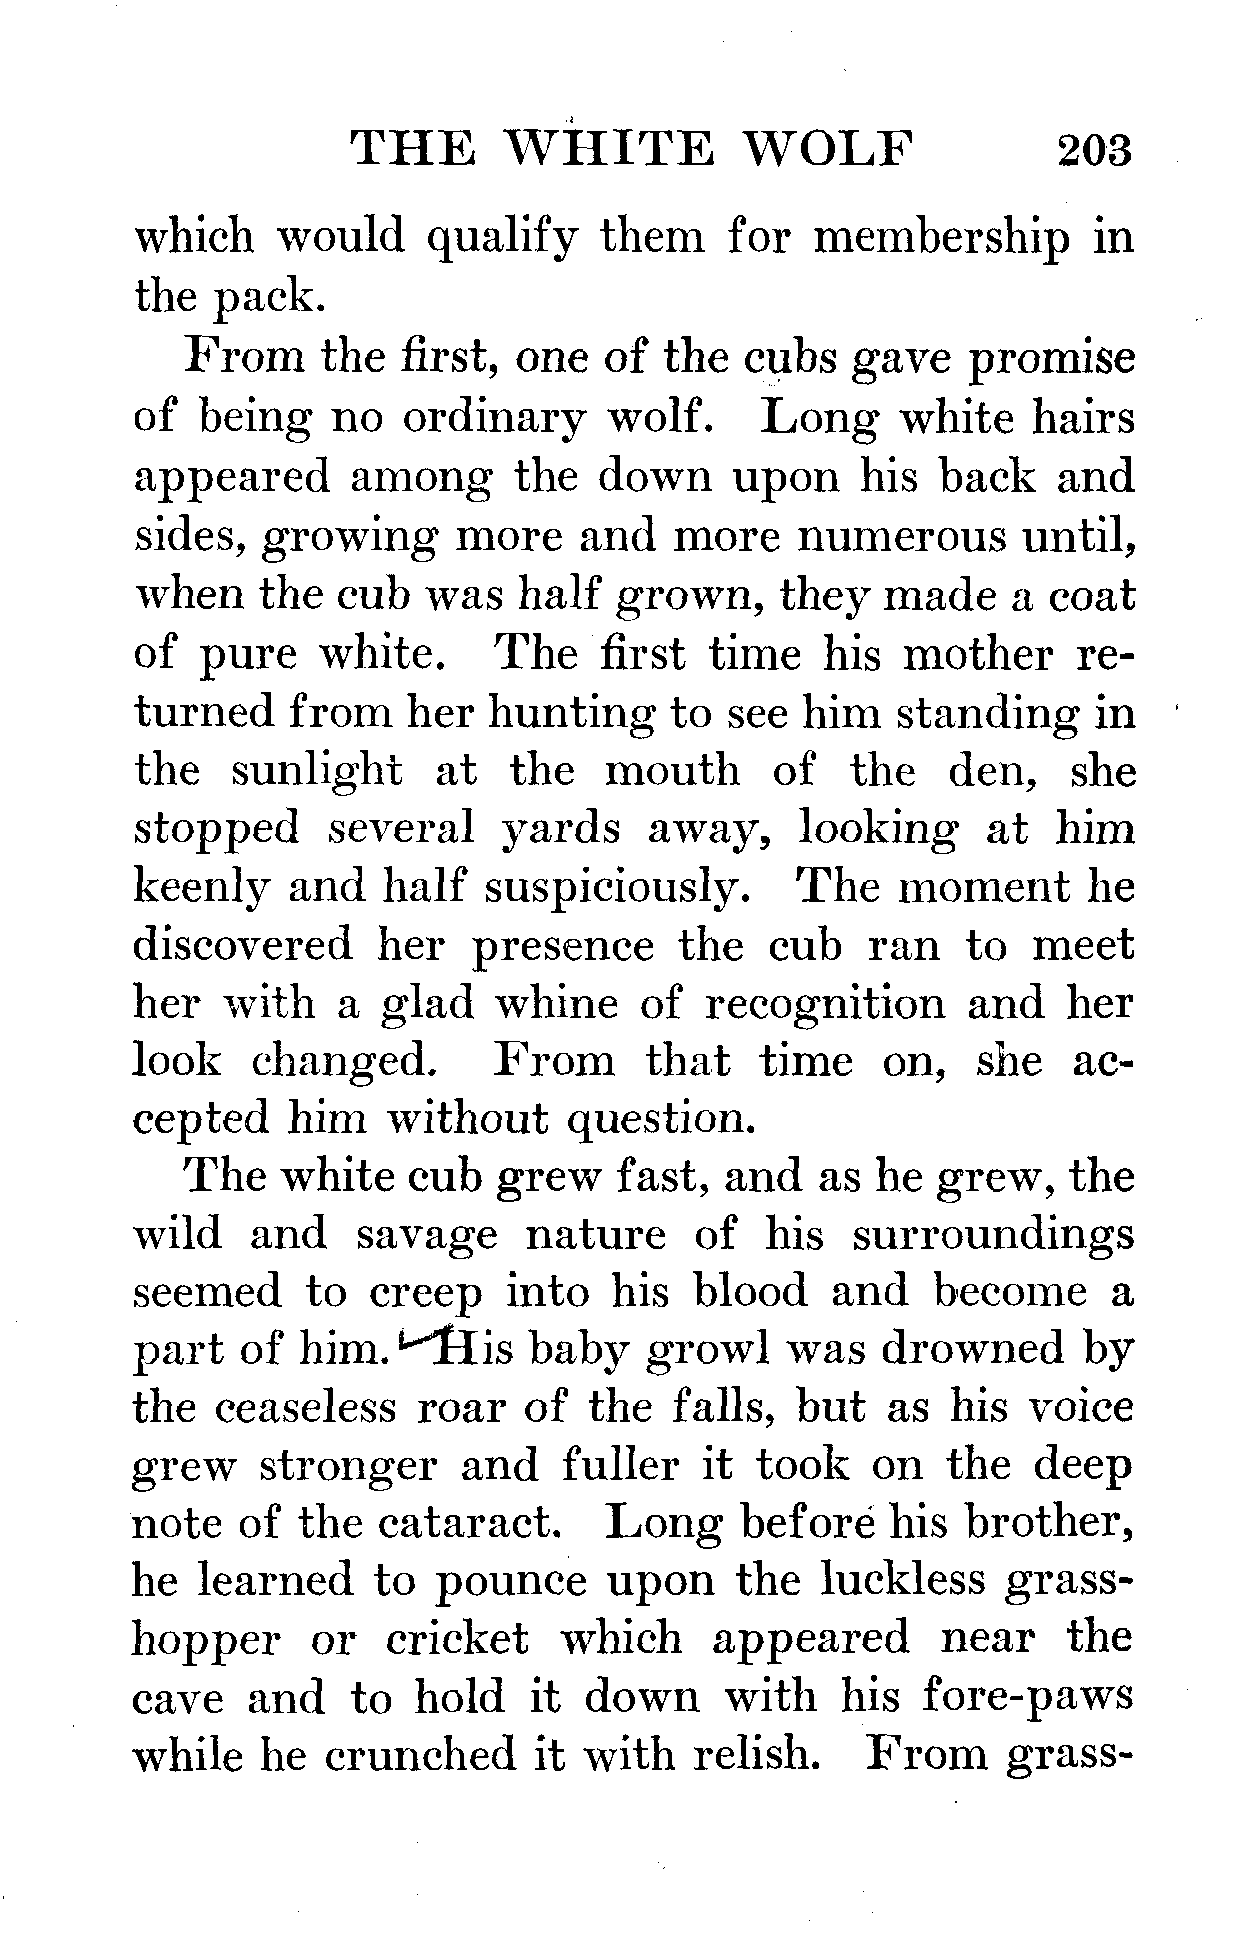 THE WHITE WOLF 203
which would qualify them for membership in
the pack.
From the first, one of the cubs gave promise
of being no ordinary wolf. Long white hairs
appeared among the down upon his back and
sides, growing more and more numerous until,
when the cub was half grown, they made a coat
of pure white. The first time his mother re-
turned from her hunting to see him standing in
the sunlight at the mouth of the den, she
stopped several yards away, looking at him
keenly and half suspiciously. The moment he
discovered her presence the cub ran to meet
her with a glad whine of recognition and her
look changed. From that time on, she ac-
cepted him without question.
The white cub grew fast, and as he grew, the
wild and savage nature of his surroundings
seemed to creep into his blood and become a
part of him. His baby growl was drowned by
the ceaseless roar of the falls, but as his voice
grew stronger and fuller it took on the deep
note of the cataract. Long before his brother,
he learned to pounce upon the luckless grass-
hopper or cricket which appeared near the
cave and to hold it down with his fore-paws
while he crunched it with relish. From grass-